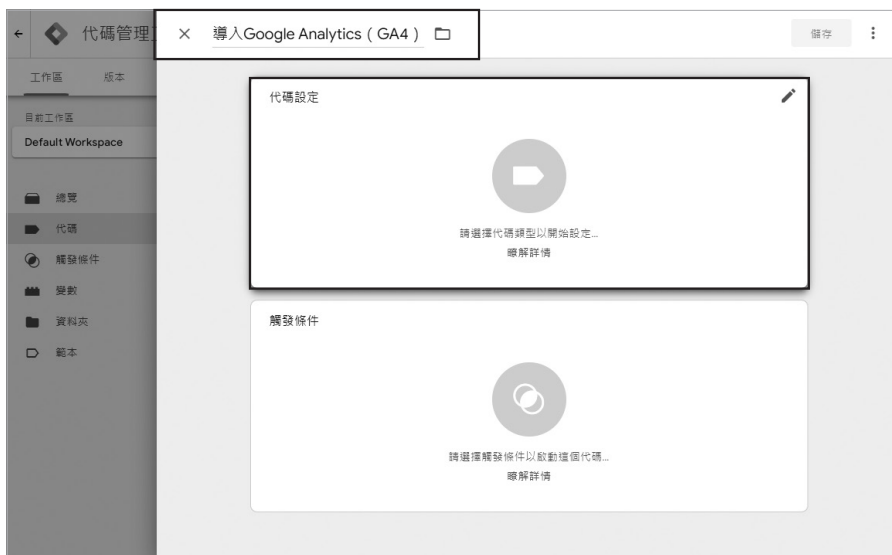 代碼管理工
導入Google Analytics（GA4）
儲存
工作區
版本
目前工作區
Default Workspace
總覽
代碼
觸發條件
變數
資料夾
範本
代碼設定
請選擇代碼類型以開始設定...
瞭解詳情
觸發條件
請選擇觸發條件以啟動這個代碼...
瞭解詳情